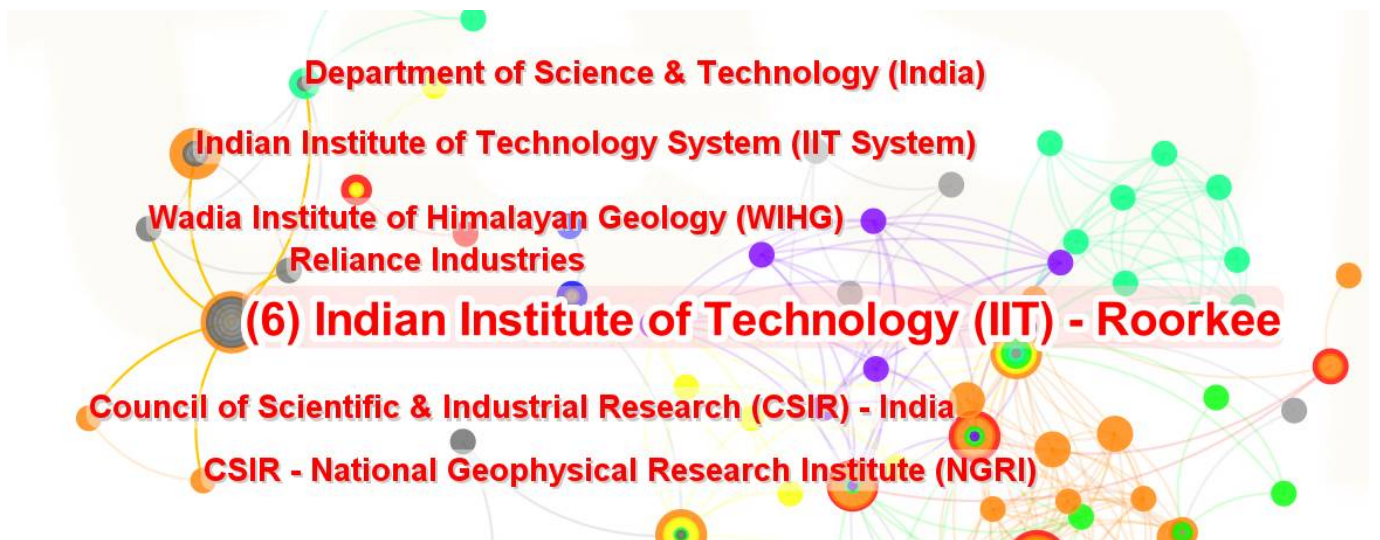 Department of Science & Technology (India)
Indian Institute of Technology System (IIT System)
Wadia Institute of Himalayan Geology (WIHG)
Reliance Industries
(6) Indian Institute of Technology (IIT) - Roorkee
Council of Scientific & Industrial Research (CSIR) - India
CSIR - National Geophysical Research Institute (NGRI)